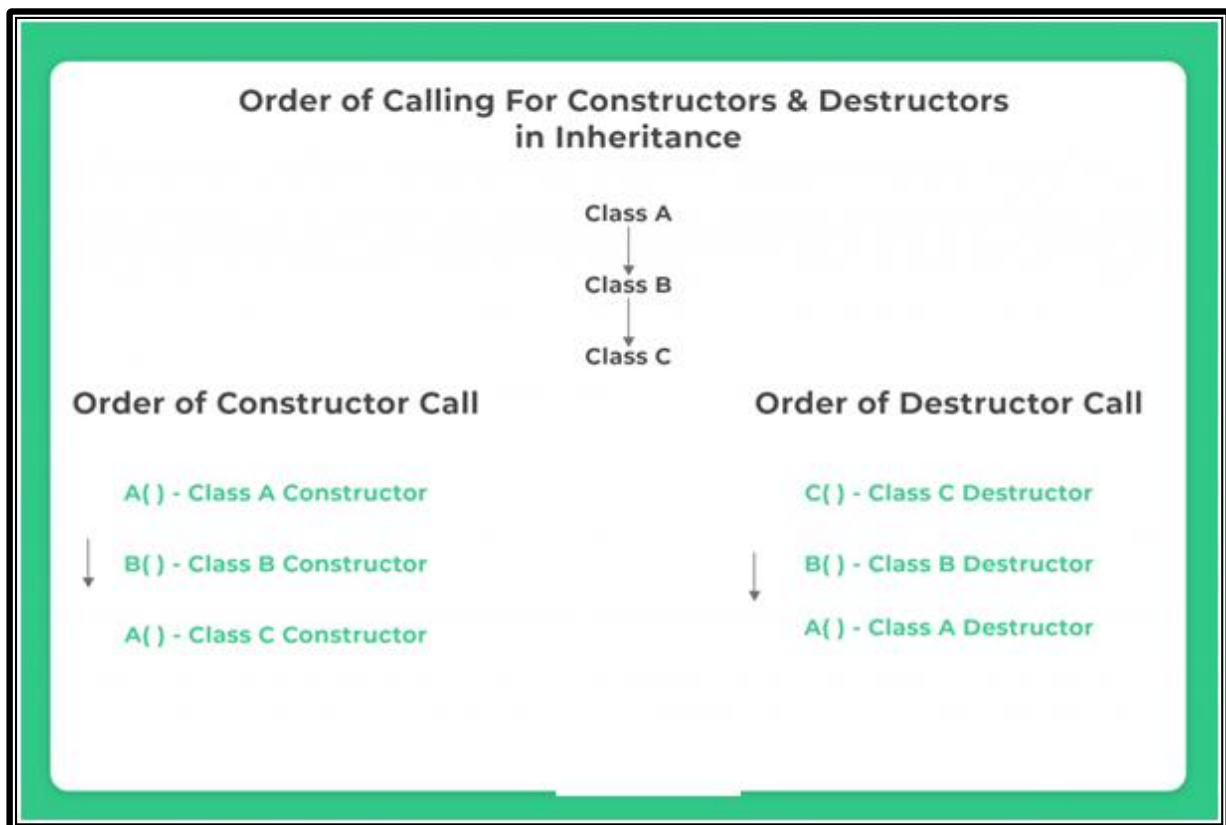 Order of Calling For Constructors & Destructors
in Inheritance
Class A
Class B
Class C
Order of Constructor Call
A( ) - Class A Constructor
B( ) - Class B Constructor
A( ) - Class C Constructor
Order of Destructor Call
C( ) - Class C Destructor
B( ) - Class B Destructor
A( ) - Class A Destructor